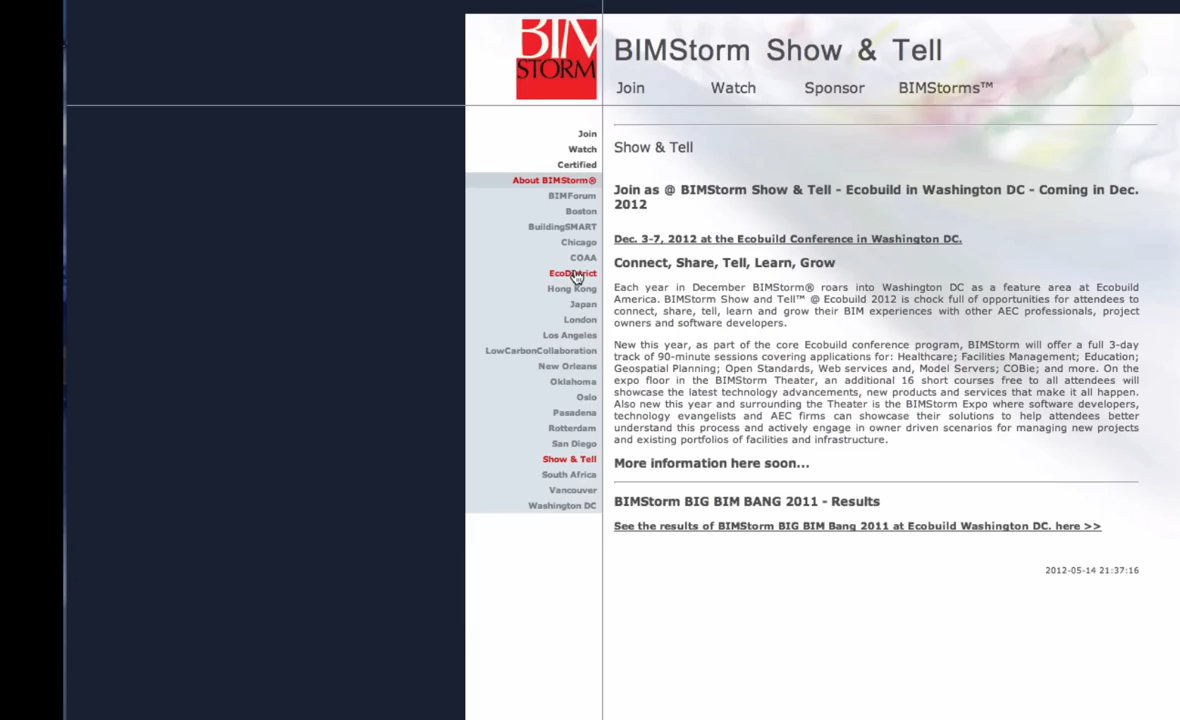 BIM
STORM
BIMStorm Show & Tell
Join
Watch
Sponsor
BIMStorms™
Join
Watch
Certified
About BIMStorm®
BIMForum
Boston
BuildingSMART
Chicago
COAA
EcoDistrict
Hong Kong
Japan
London
Los Angeles
LowCarbonCollaboration
New Orleans
Oklahoma
Oslo
Pasadena
Rotterdam
San Diego
Show & Tell
South Africa
Vancouver
Washington DC
Show & Tell
Join as @ BIMStorm Show & Tell - Ecobuild in Washington DC - Coming in Dec.
2012
Dec. 3-7, 2012 at the Ecobuild Conference in Washington DC.
Connect, Share, Tell, Learn, Grow
Each year in December BIMStorm® roars into Washington DC as a feature area at Ecobuild
America. BIMStorm Show and Tell™ @ Ecobuild 2012 is chock full of opportunities for attendees to
connect, share, tell, learn and grow their BIM experiences with other AEC professionals, project
owners and software developers.
New this year, as part of the core Ecobuild conference program, BIMStorm will offer a full 3-day
track of 90-minute sessions covering applications for: Healthcare; Facilities Management; Education;
Geospatial Planning; Open Standards, Web services and, Model Servers; COBie; and more. On the
expo floor in the BIMStorm Theater, an additional 16 short courses free to all attendees will
showcase the latest technology advancements, new products and services that make it all happen.
Also new this year and surrounding the Theater is the BIMStorm Expo where software developers,
technology evangelists and AEC firms can showcase their solutions to help attendees better
understand this process and actively engage in owner driven scenarios for managing new projects
and existing portfolios of facilities and infrastructure.
More information here soon...
BIMStorm BIG BIM BANG 2011 - Results
See the results of BIMStorm BIG BIM Bang 2011 at Ecobuild Washington DC. here >>
2012-05-14 21:37:16